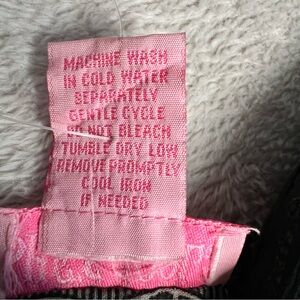 MACHINE WASH
IN COLD WATER
SEPARATELY
GENTLE CYCLE
DO NOT BLEACH
TUMBLE DRY LOW
REMOVE PROMPTLY
COOL IRON
IF NEEDED